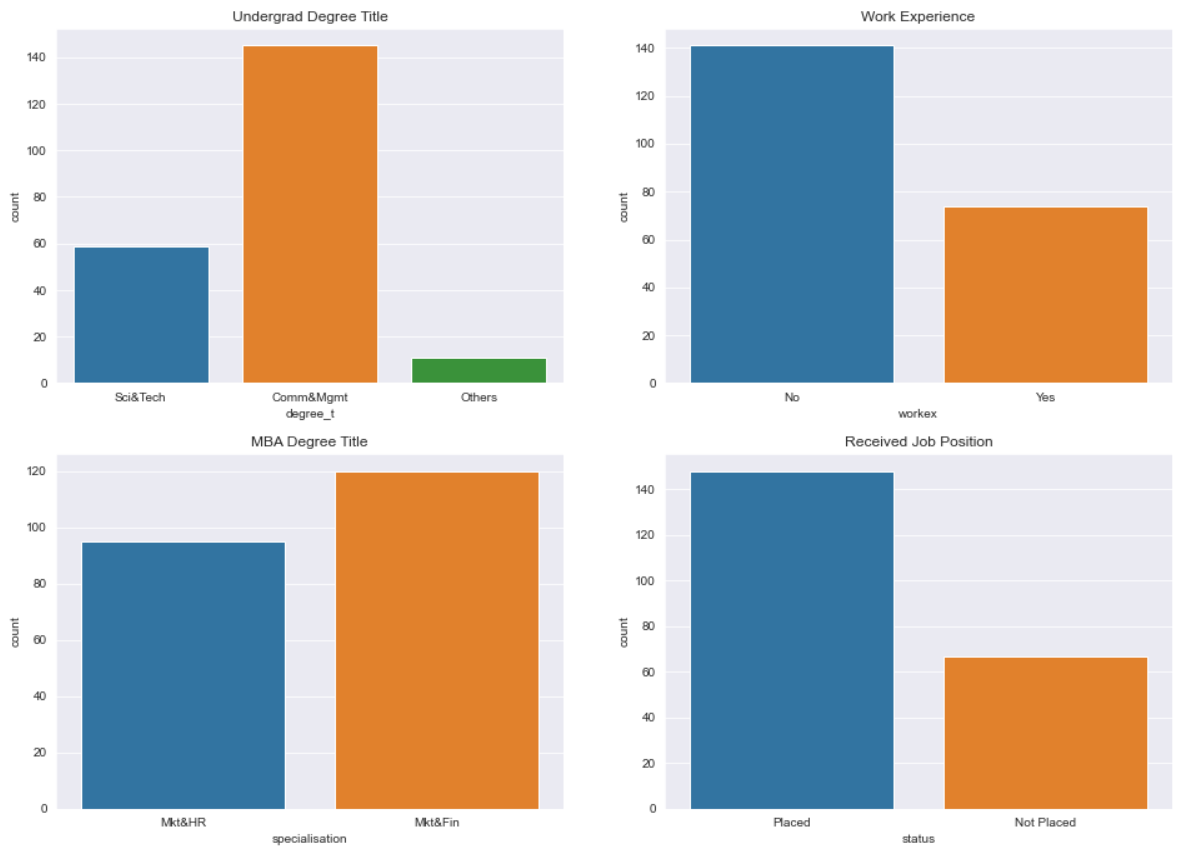 Undergrad Degree Title
140
120
100
80
60
40
20
0
count
Sci&Tech Comm&Mgmt Others
degree_t
Work Experience
140
120
100
80
60
40
20
0
count
No Yes
workex
MBA Degree Title
120
100
80
60
40
20
0
count
Mkt&HR Mkt&Fin
specialisation
Received Job Position
140
120
100
80
60
40
20
0
count
Placed Not Placed
status